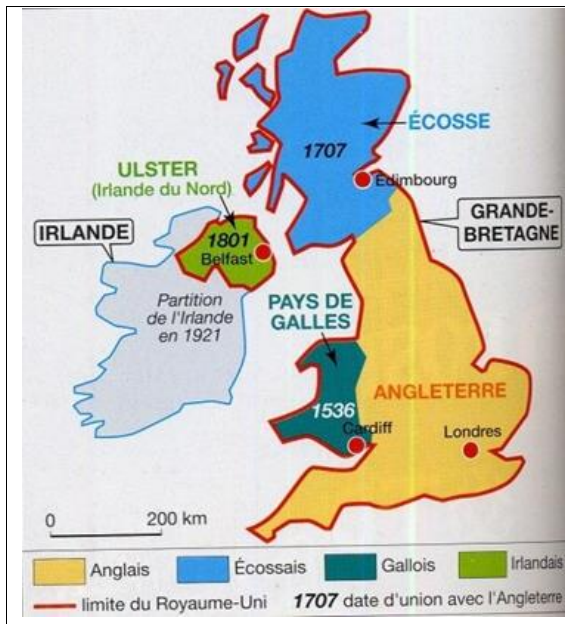 ÉCOSSE
1707
ULSTER
(Irlande du Nord)
Edimbourg
GRANDE-
BRETAGNE
IRLANDE
1801
Belfast
Partition
de l'Irlande
en 1921
PAYS DE
GALLES
ANGLETERRE
1536
Cardiff
Londres
0 200 km
Anglais Écossais Gallois Irlandais
limite du Royaume-Uni 1707 date d'union avec l'Angleterre